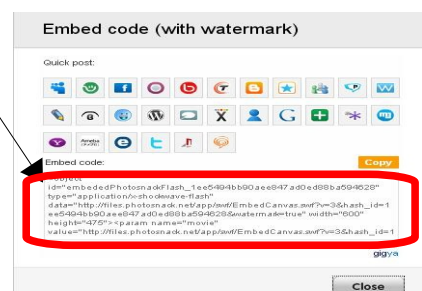 Embed code (with watermark)
Quick post:
Embed code:
Copy
<object
id="embededPhotosnackFlash_1ee5494bb90aee847ad0ed88ba594628"
type="application/x-shockwave-flash"
data="http://files.photosnack.net/app/swf/EmbedCanvas.swf?v=3&hash_id=1
ee5494bb90aee847ad0ed88ba594628&watermark=true" width="600"
height="475"><param name="movie"
value="http://files.photosnack.net/app/swf/EmbedCanvas.swf?v=3&hash_id=1
gigya
Close